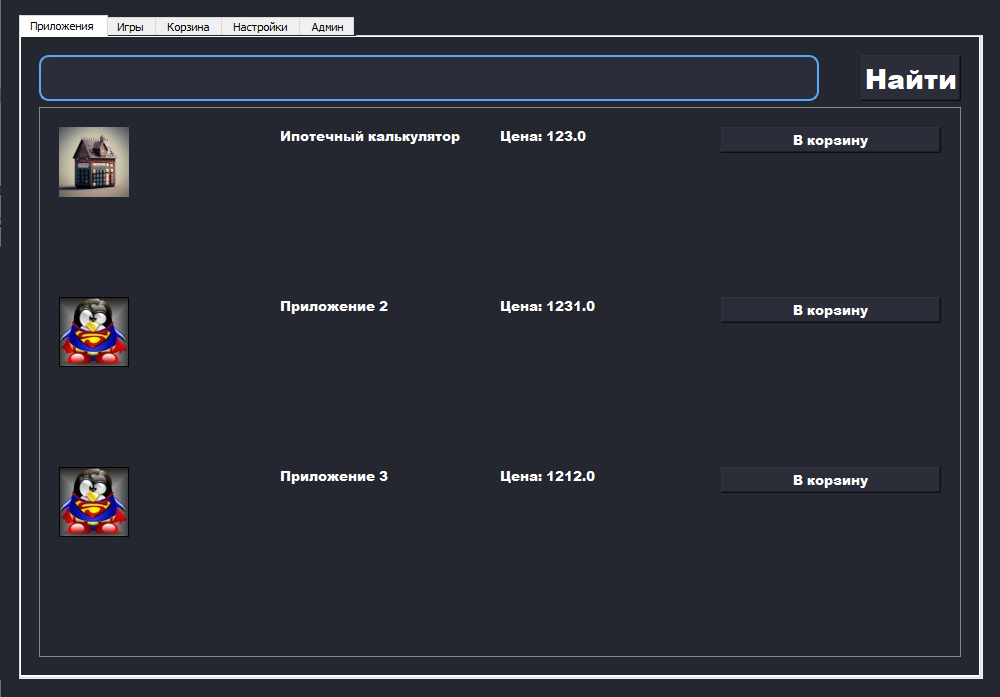 Приложения Игры Корзина Настройки Админ
Найти
Ипотечный калькулятор Цена: 123.0 В корзину
Приложение 2 Цена: 1231.0 В корзину
Приложение 3 Цена: 1212.0 В корзину